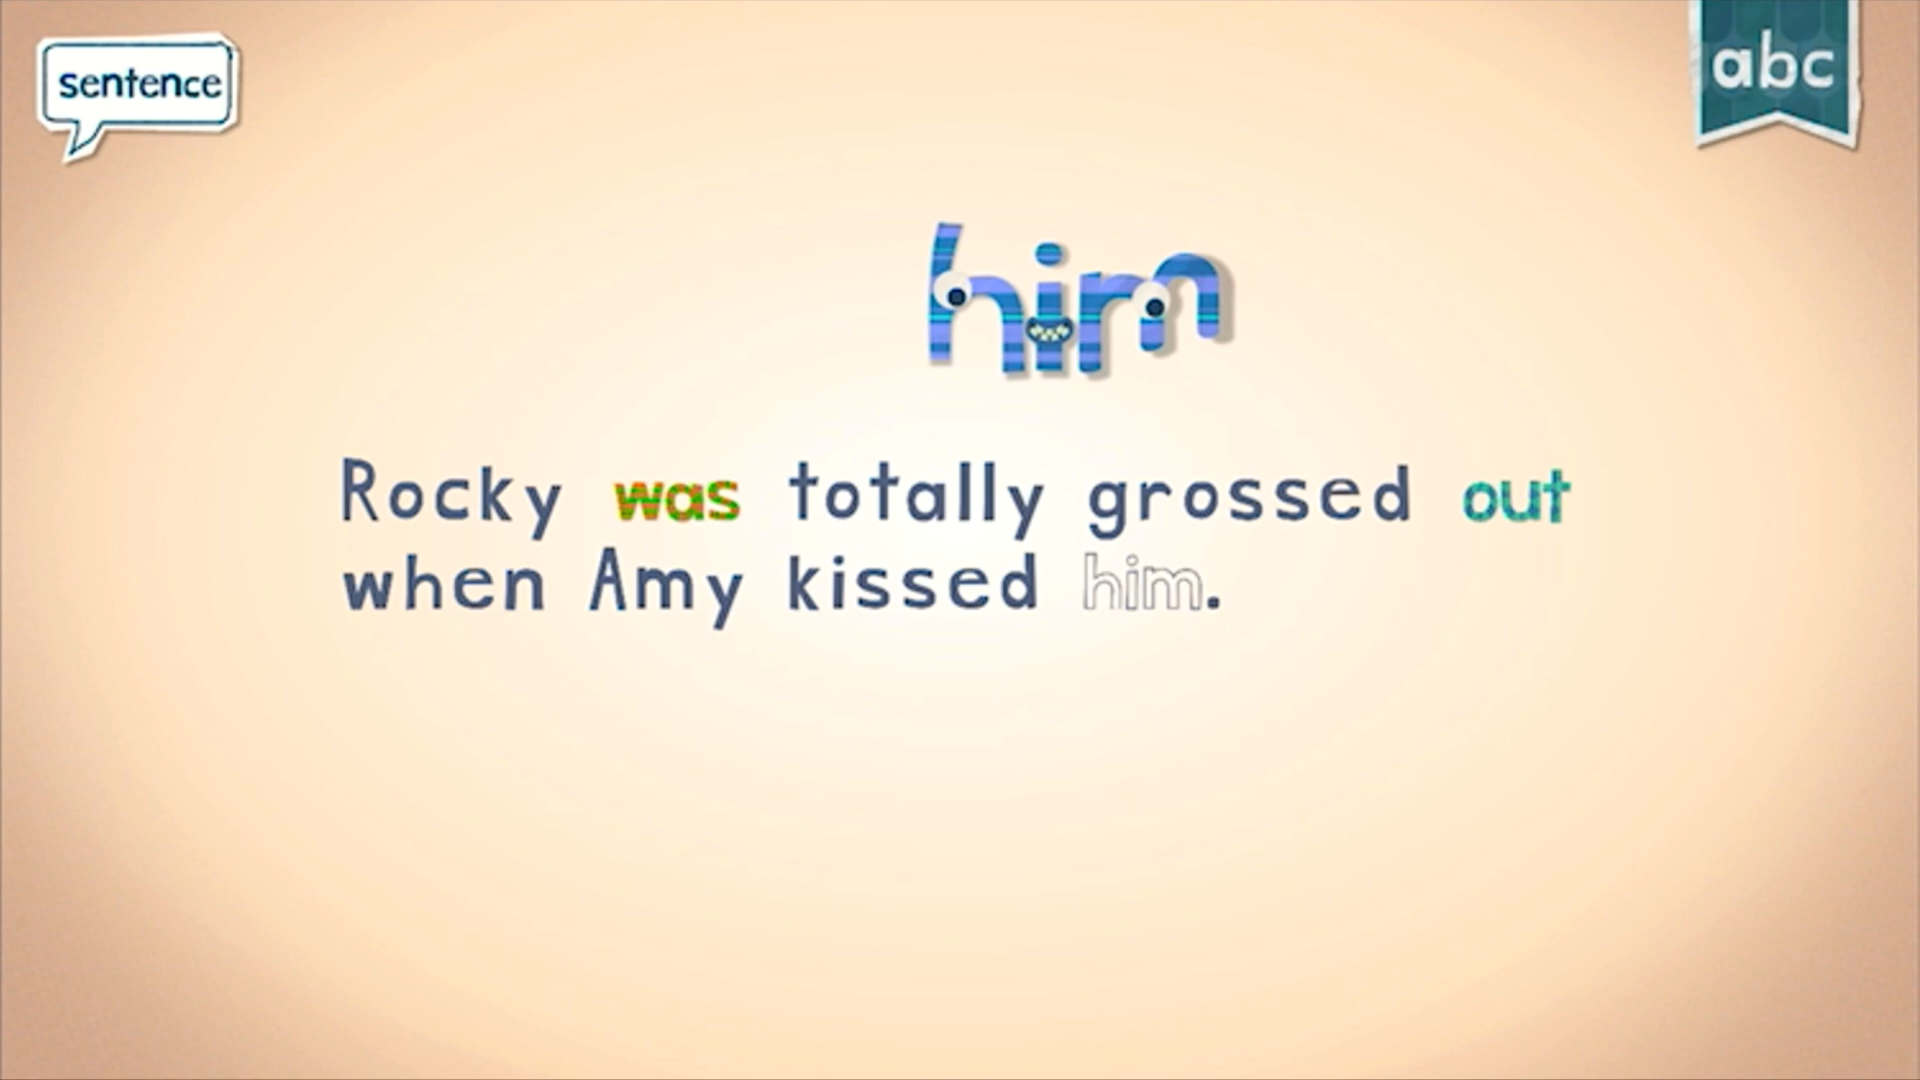 sentence
abc
him
Rocky was totally grossed out
when Amy kissed him.